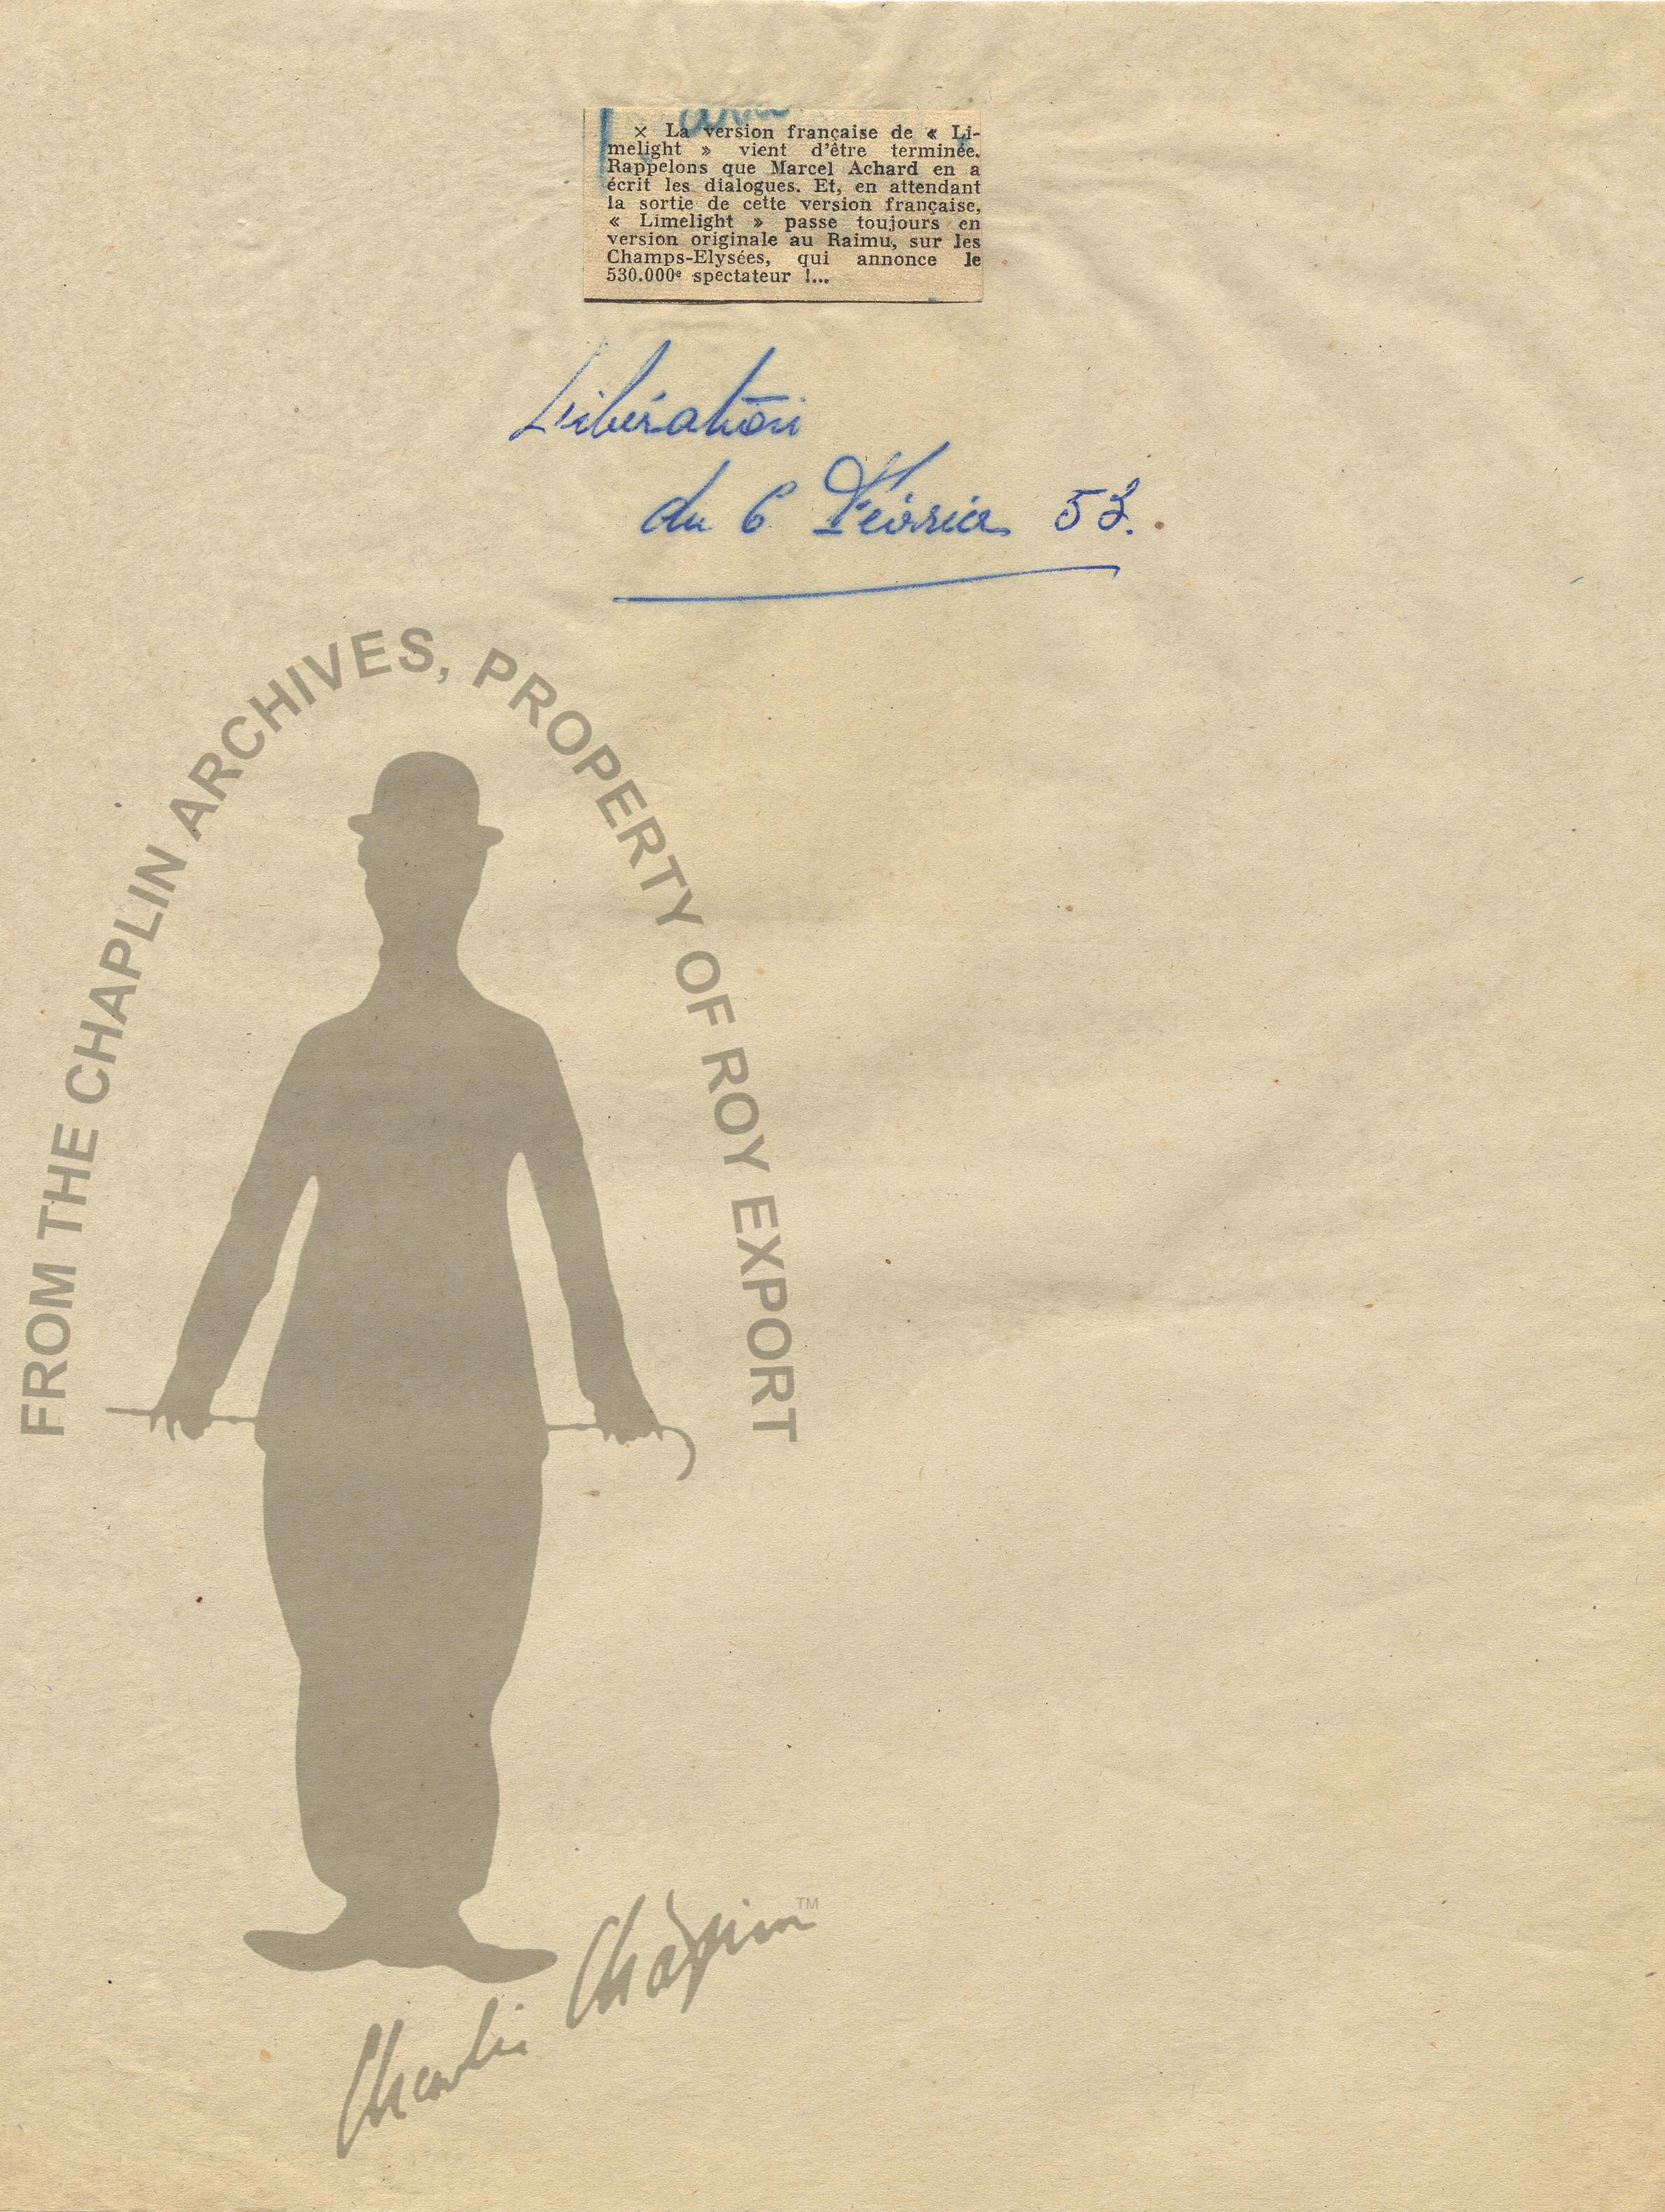 × La version française de « Li-
melight » vient d'être terminée.
Rappelons que Marcel Achard en a
écrit les dialogues. Et, en attendant
la sortie de cette version française,
« Limelight » passe toujours en
version originale au Raimu, sur les
Champs-Elysées, qui annonce le
530.000e spectateur !...
Libération
du 6 Février 53.
FROM THE CHAPLIN ARCHIVES, PROPERTY OF ROY EXPORT
Charlie Chaplin™